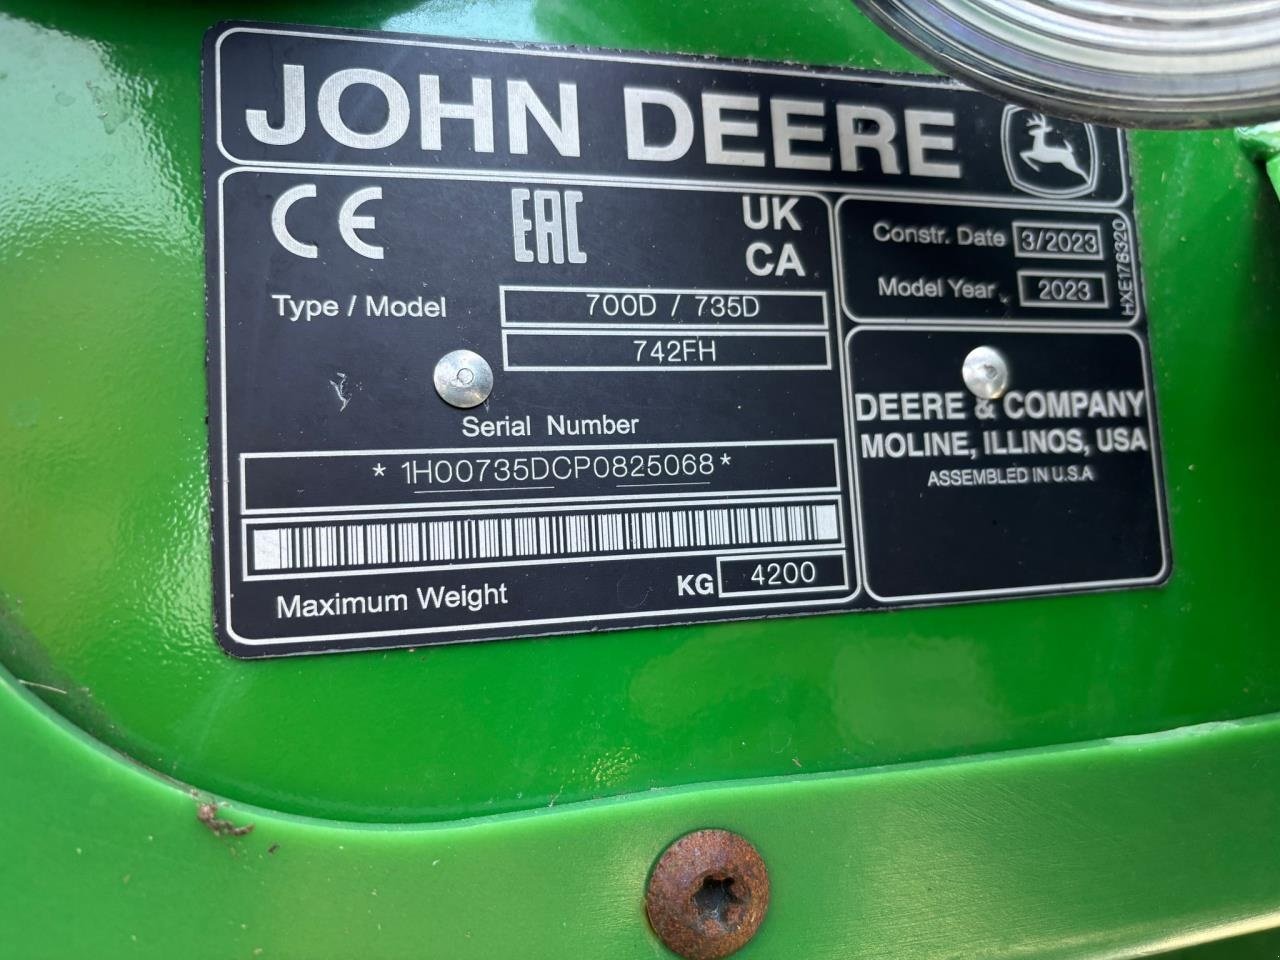 JOHN DEERE
CE EAC UK
CA
Type / Model 700D / 735D
742FH
Serial Number
* 1H00735DCP0825068 *
Maximum Weight KG 4200
Constr. Date 3/2023
Model Year 2023
HXE178320
DEERE & COMPANY
MOLINE, ILLINOS, USA
ASSEMBLED IN U.S.A